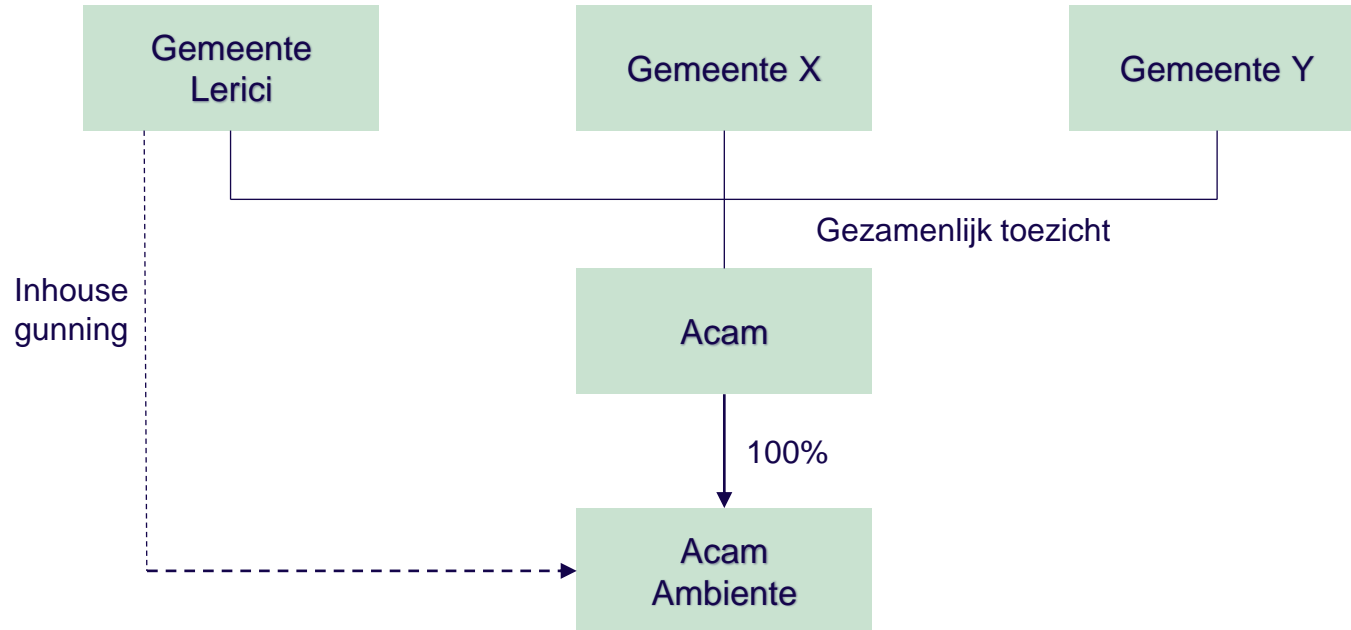 Gemeente
Lerici
Gemeente X
Gemeente Y
Gezamenlijk toezicht
Inhouse
gunning
Acam
100%
Acam
Ambiente